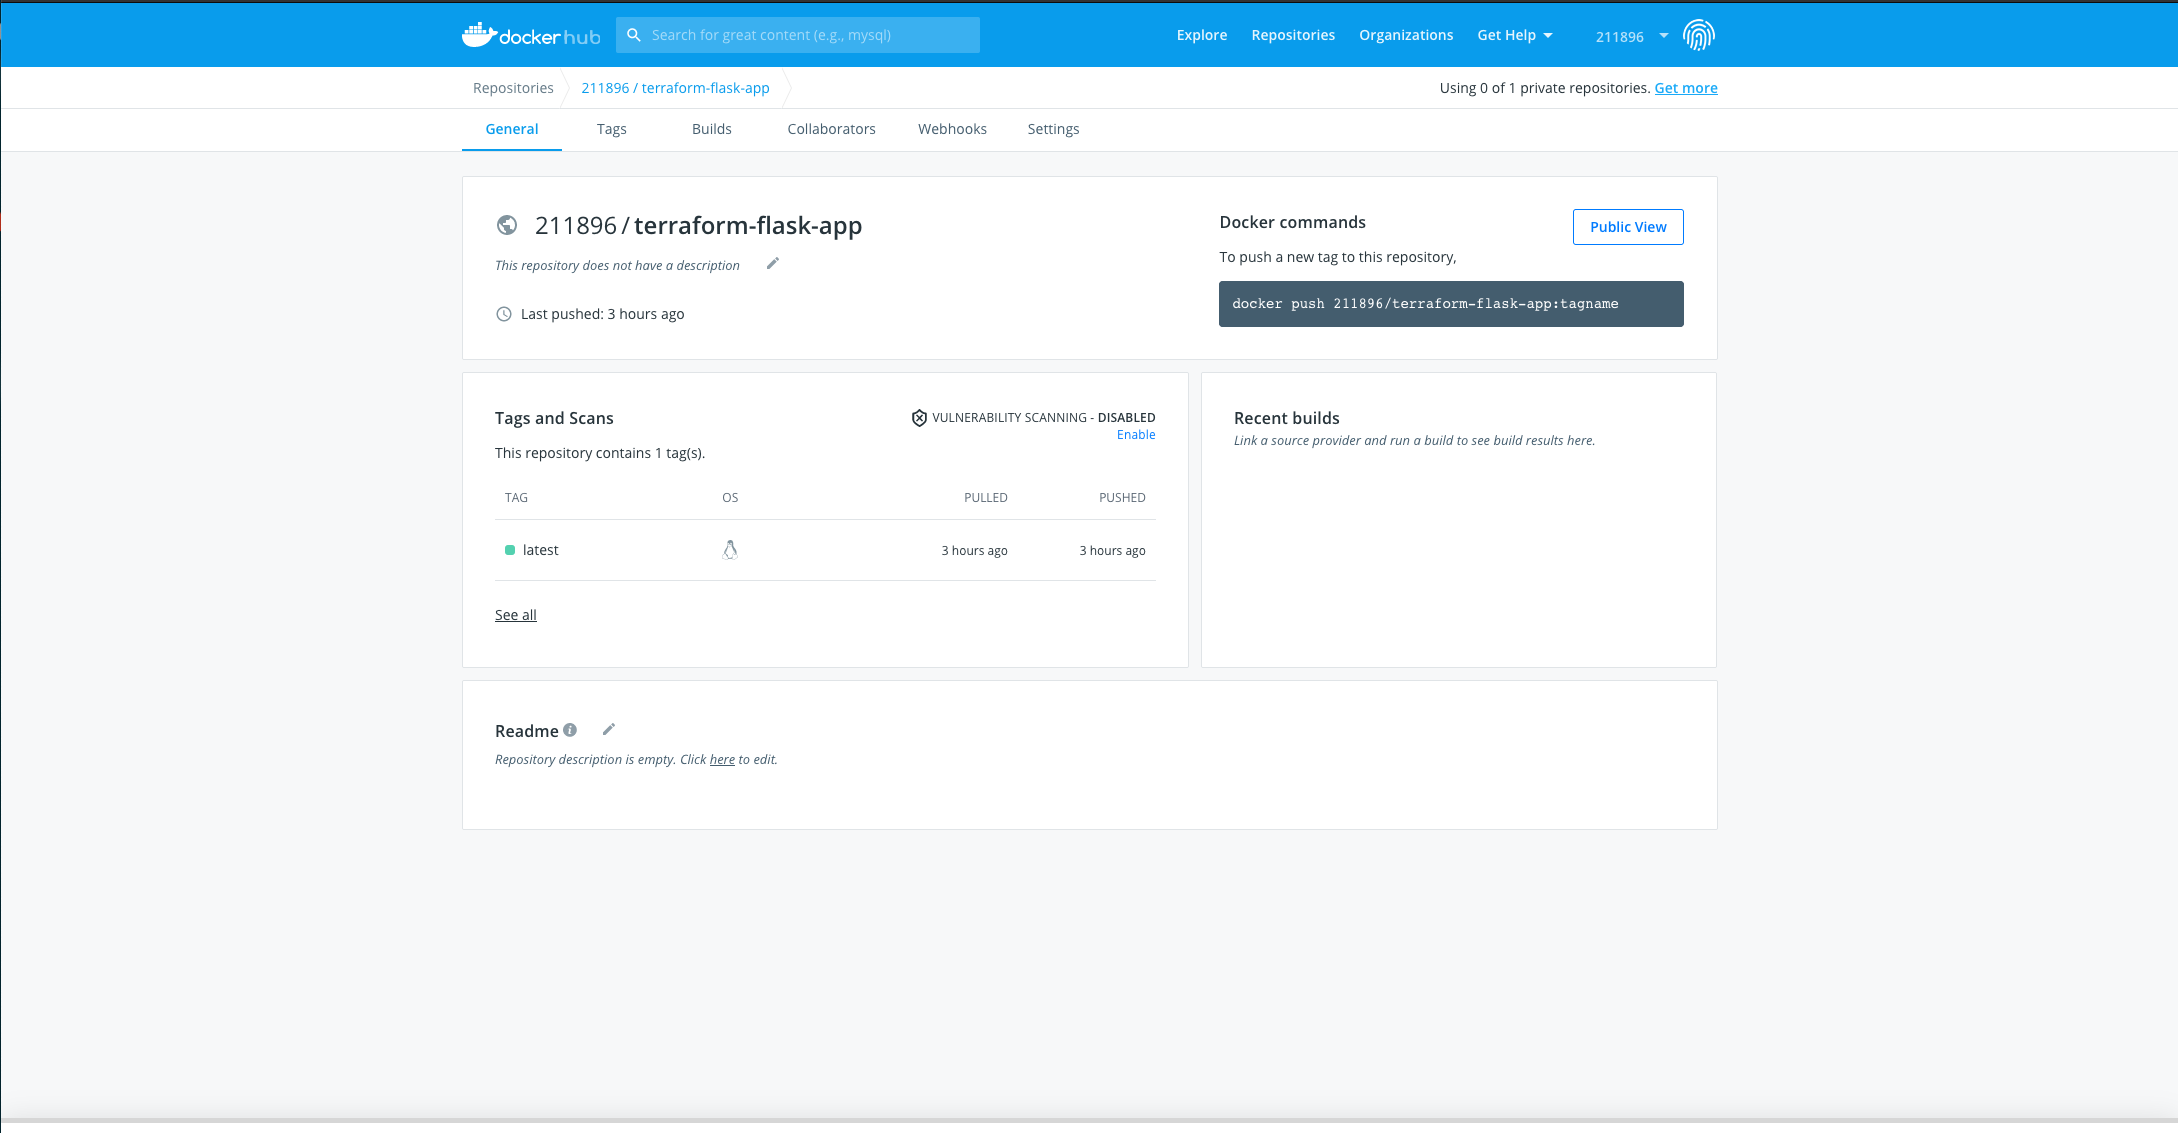 docker hub
Search for great content (e.g., mysql)
Explore
Repositories
Organizations
Get Help
211896
Repositories
211896 / terraform-flask-app
Using 0 of 1 private repositories. Get more
General
Tags
Builds
Collaborators
Webhooks
Settings
211896 / terraform-flask-app
This repository does not have a description
Last pushed: 3 hours ago
Docker commands
Public View
To push a new tag to this repository,
docker push 211896/terraform-flask-app:tagname
Tags and Scans
VULNERABILITY SCANNING - DISABLED
Enable
This repository contains 1 tag(s).
TAG OS PULLED PUSHED
latest 3 hours ago 3 hours ago
See all
Recent builds
Link a source provider and run a build to see build results here.
Readme
Repository description is empty. Click here to edit.